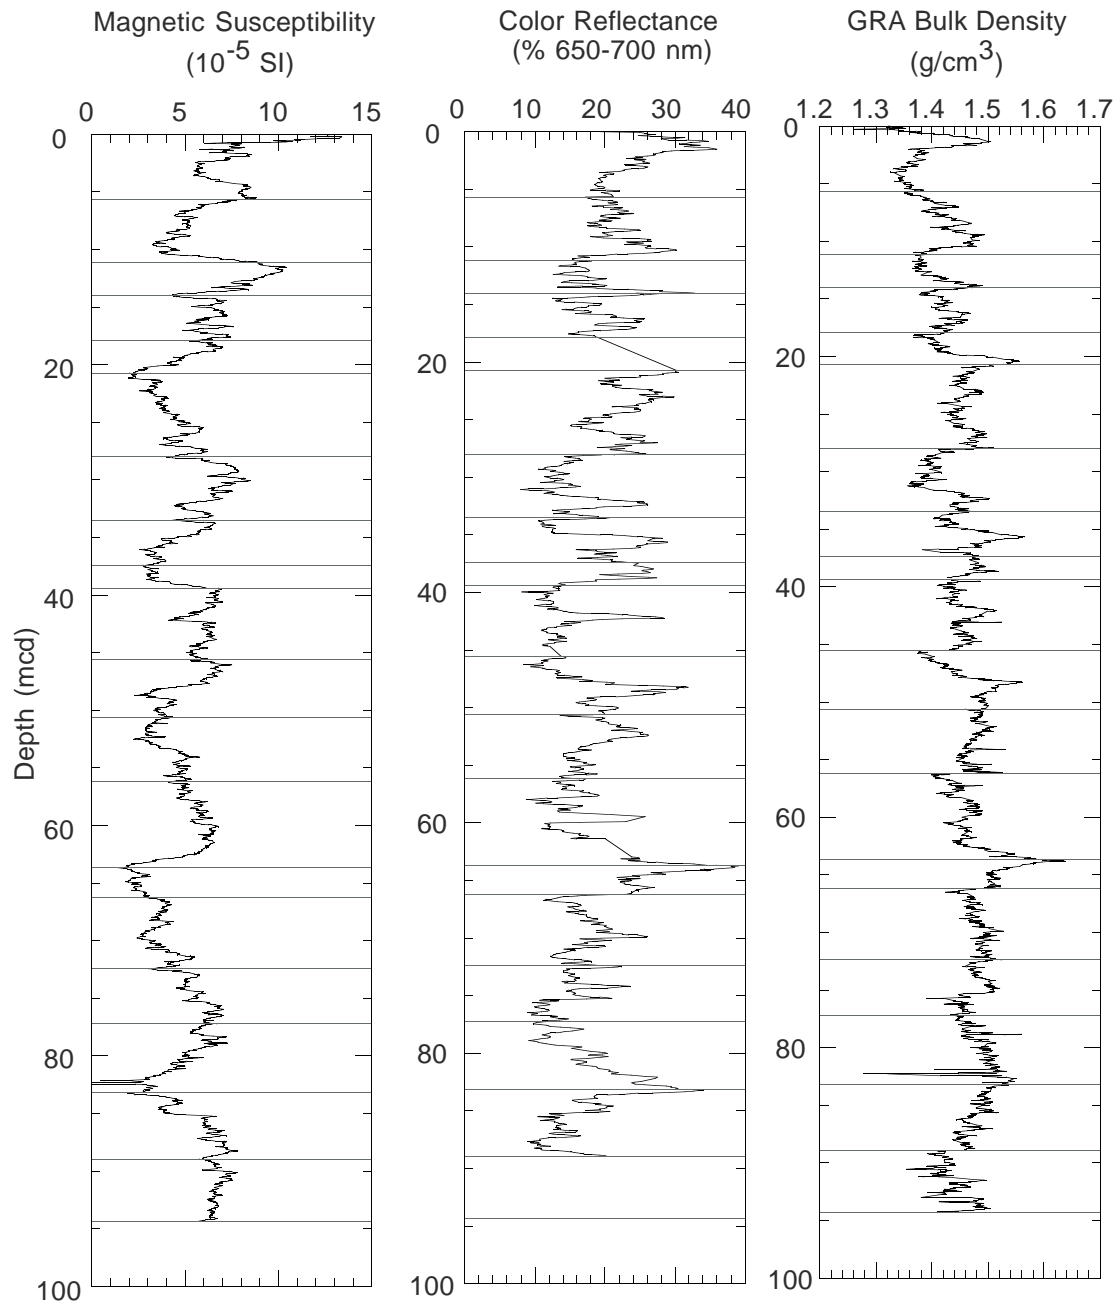 Magnetic Susceptibility
(10-5 SI)
0 5 10 15
Color Reflectance
(% 650-700 nm)
0 10 20 30 40
GRA Bulk Density
(g/cm3)
1.2 1.3 1.4 1.5 1.6 1.7
Depth (mcd)
0
20
40
60
80
100
0
20
40
60
80
100
0
20
40
60
80
100